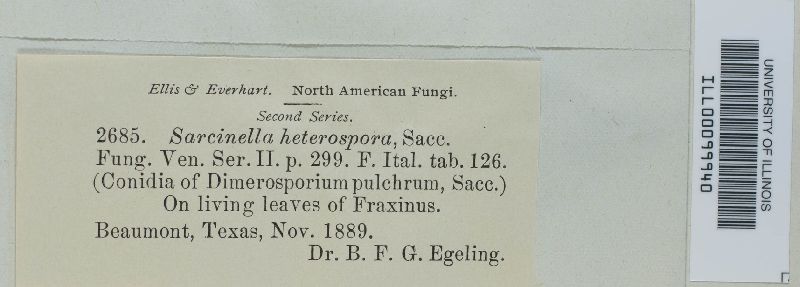 Ellis & Everhart. North American Fungi.
Second Series.
2685. Sarcinella heterospora, Sacc.
Fung. Ven. Ser. II. p. 299. F. Ital. tab. 126.
(Conidia of Dimerosporium pulchrum, Sacc.)
On living leaves of Fraxinus.
Beaumont, Texas, Nov. 1889.
Dr. B. F. G. Egeling.
UNIVERSITY OF ILLINOIS
ILL00099940